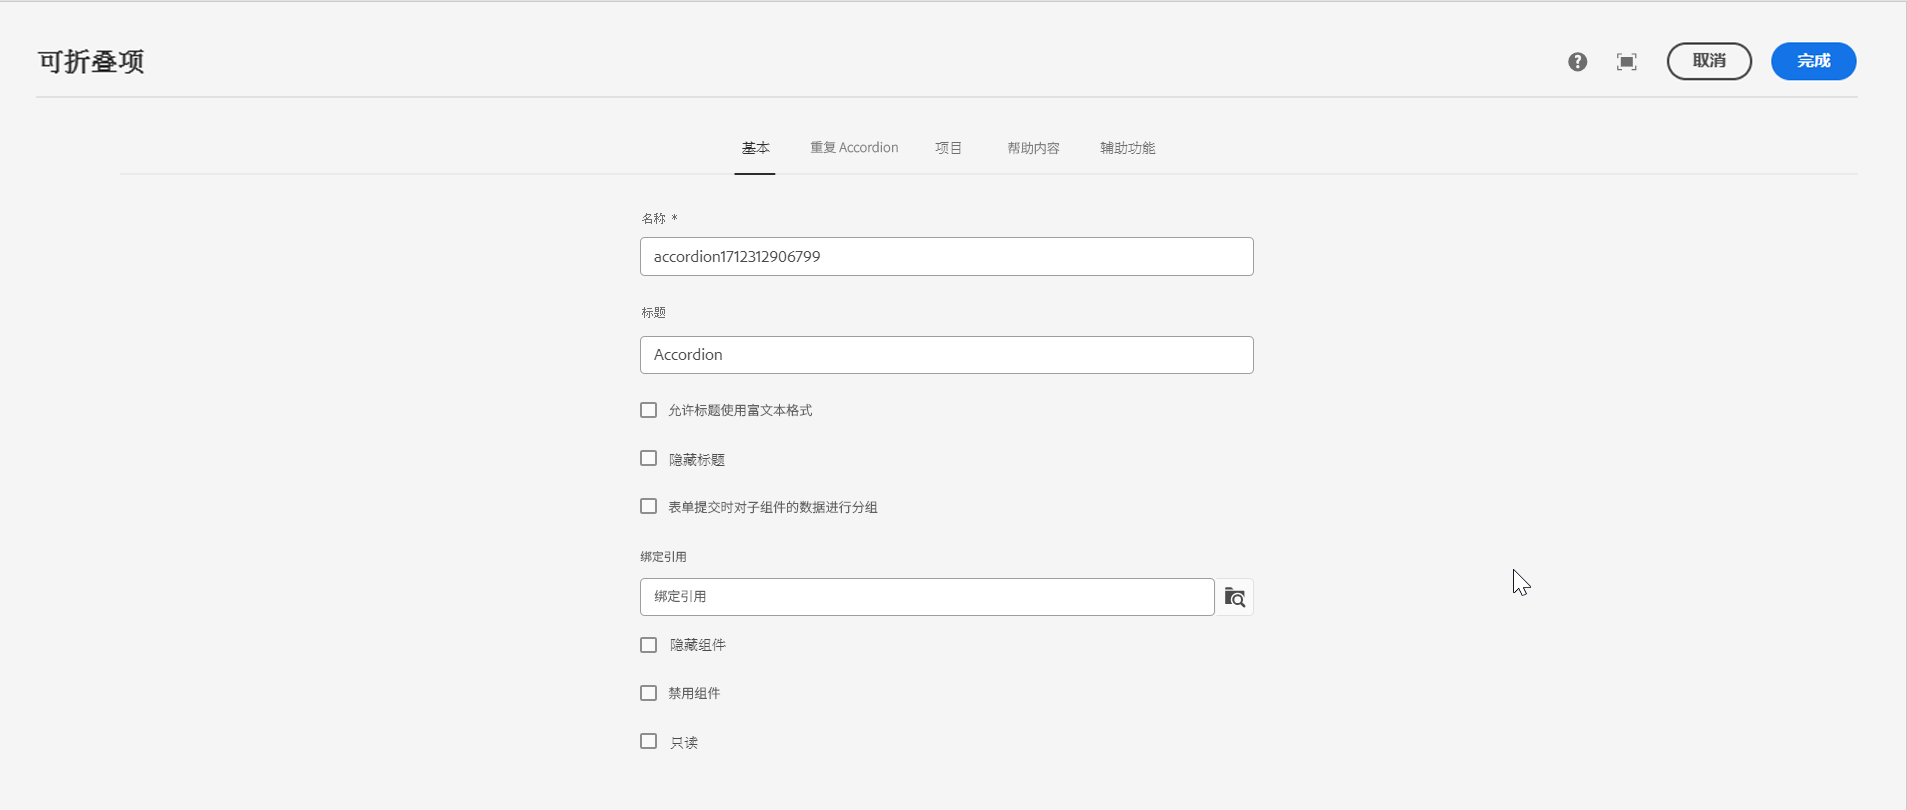 可折叠项
取消
完成
基本
重复 Accordion
项目
帮助内容
辅助功能
名称 *
accordion1712312906799
标题
Accordion
允许标题使用富文本格式
隐藏标题
表单提交时对子组件的数据进行分组
绑定引用
绑定引用
隐藏组件
禁用组件
只读